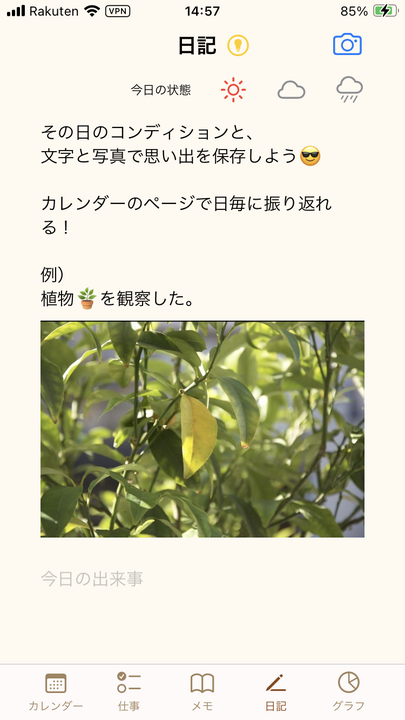 Rakuten VPN 14:57 85%
日記
今日の状態
その日のコンディションと、
文字と写真で思い出を保存しよう😎
カレンダーのページで日毎に振り返れ
る！
例）
植物🪴を観察した。
今日の出来事
カレンダー 仕事 メモ 日記 グラフ